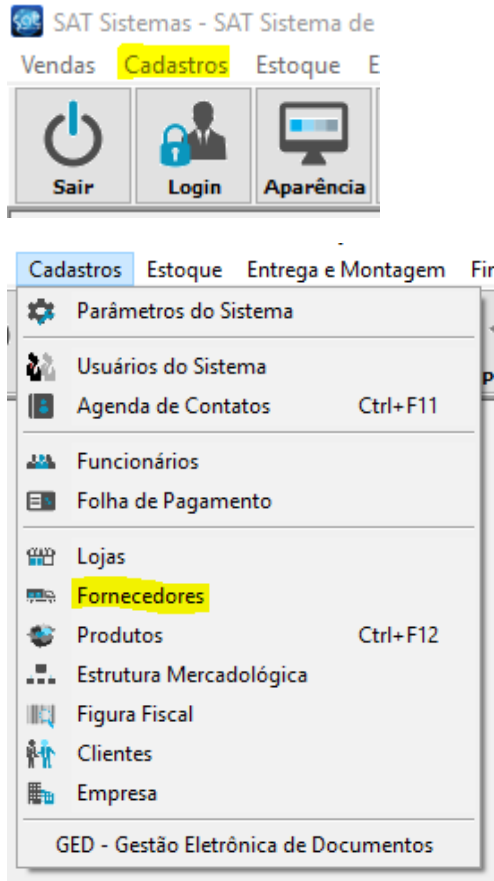 SAT Sistemas - SAT Sistema de
Vendas Cadastros Estoque E
Sair Login Aparência
Cadastros Estoque Entrega e Montagem Fir
Parâmetros do Sistema
Usuários do Sistema
Agenda de Contatos Ctrl+F11
Funcionários
Folha de Pagamento
Lojas
Fornecedores
Produtos Ctrl+F12
Estrutura Mercadológica
Figura Fiscal
Clientes
Empresa
GED - Gestão Eletrônica de Documentos